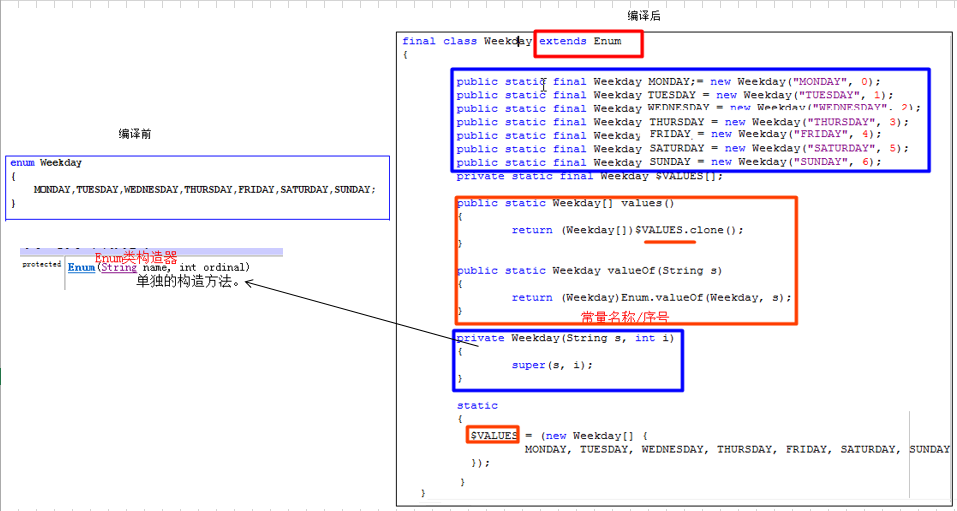 编译后
final class Weekday extends Enum
{
public static final Weekday MONDAY;= new Weekday("MONDAY", 0);
public static final Weekday TUESDAY = new Weekday("TUESDAY", 1);
public static final Weekday WEDNESDAY = new Weekday("WEDNESDAY", 2);
public static final Weekday THURSDAY = new Weekday("THURSDAY", 3);
public static final Weekday FRIDAY = new Weekday("FRIDAY", 4);
public static final Weekday SATURDAY = new Weekday("SATURDAY", 5);
public static final Weekday SUNDAY = new Weekday("SUNDAY", 6);
private static final Weekday $VALUES[];
public static Weekday[] values()
{
return (Weekday[])$VALUES.clone();
}
public static Weekday valueOf(String s)
{
return (Weekday)Enum.valueOf(Weekday, s);
}
常量名称/序号
private Weekday(String s, int i)
{
super(s, i);
}
static
{
$VALUES = (new Weekday[] {
MONDAY, TUESDAY, WEDNESDAY, THURSDAY, FRIDAY, SATURDAY, SUNDAY
});
}
}
编译前
enum Weekday
{
MONDAY,TUESDAY,WEDNESDAY,THURSDAY,FRIDAY,SATURDAY,SUNDAY;
}
Enum类构造器
protected Enum(String name, int ordinal)
单独的构造方法。